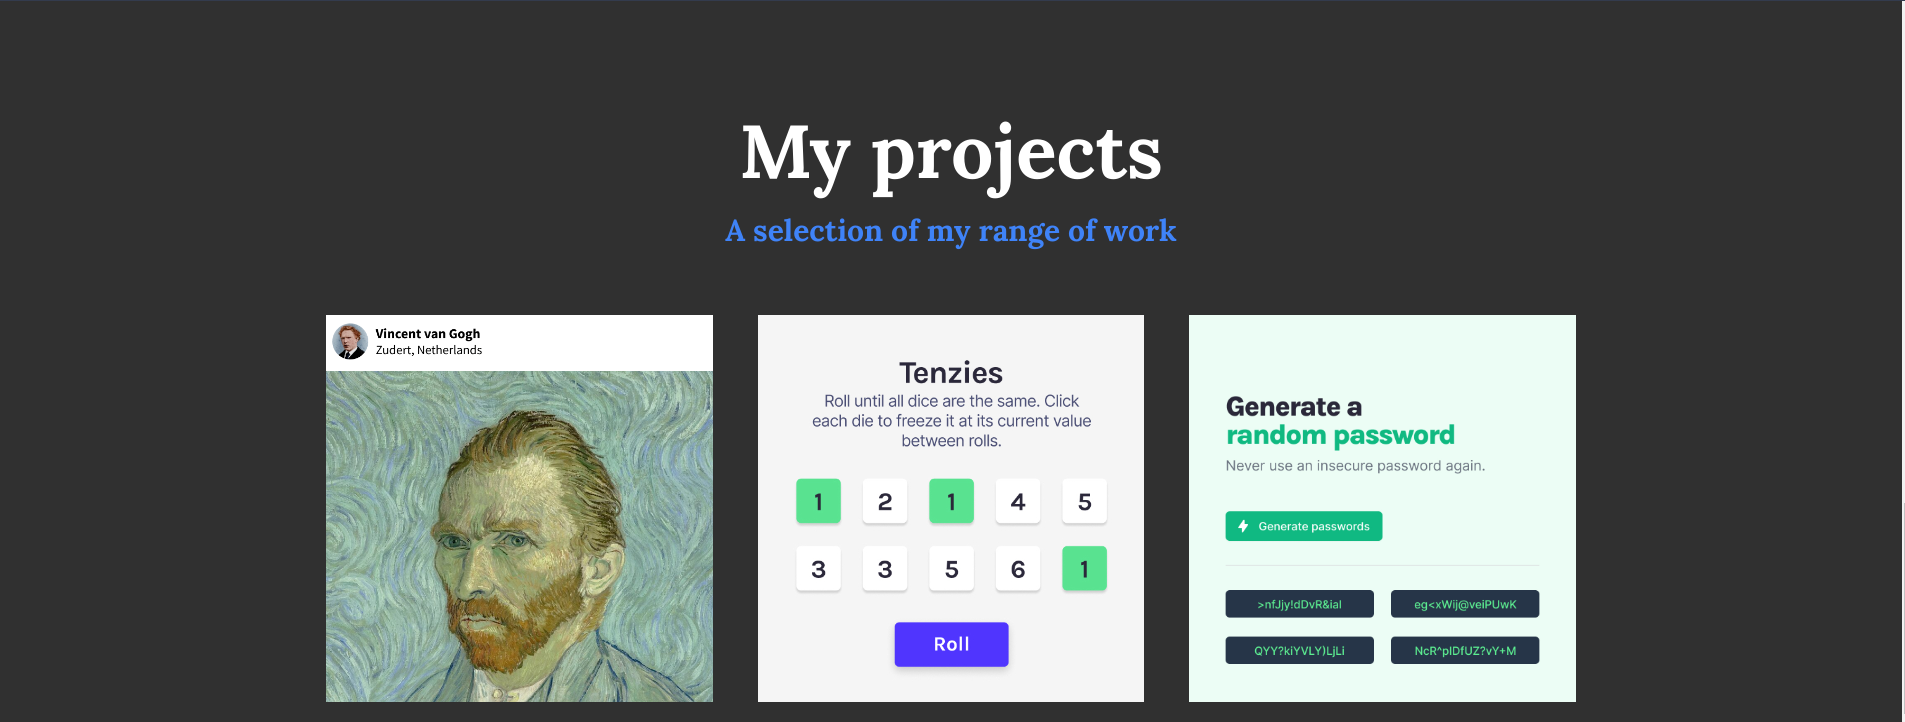 My projects
A selection of my range of work
Vincent van Gogh
Zudert, Netherlands
Tenzies
Roll until all dice are the same. Click
each die to freeze it at its current value
between rolls.
1 2 1 4 5
3 3 5 6 1
Roll
Generate a
random password
Never use an insecure password again.
Generate passwords
>nfJjy!dDvR&ial eg<xWij@veiPUwK
QYY?kiYVLY)LjLi NcR^pIDfUZ?vY+M